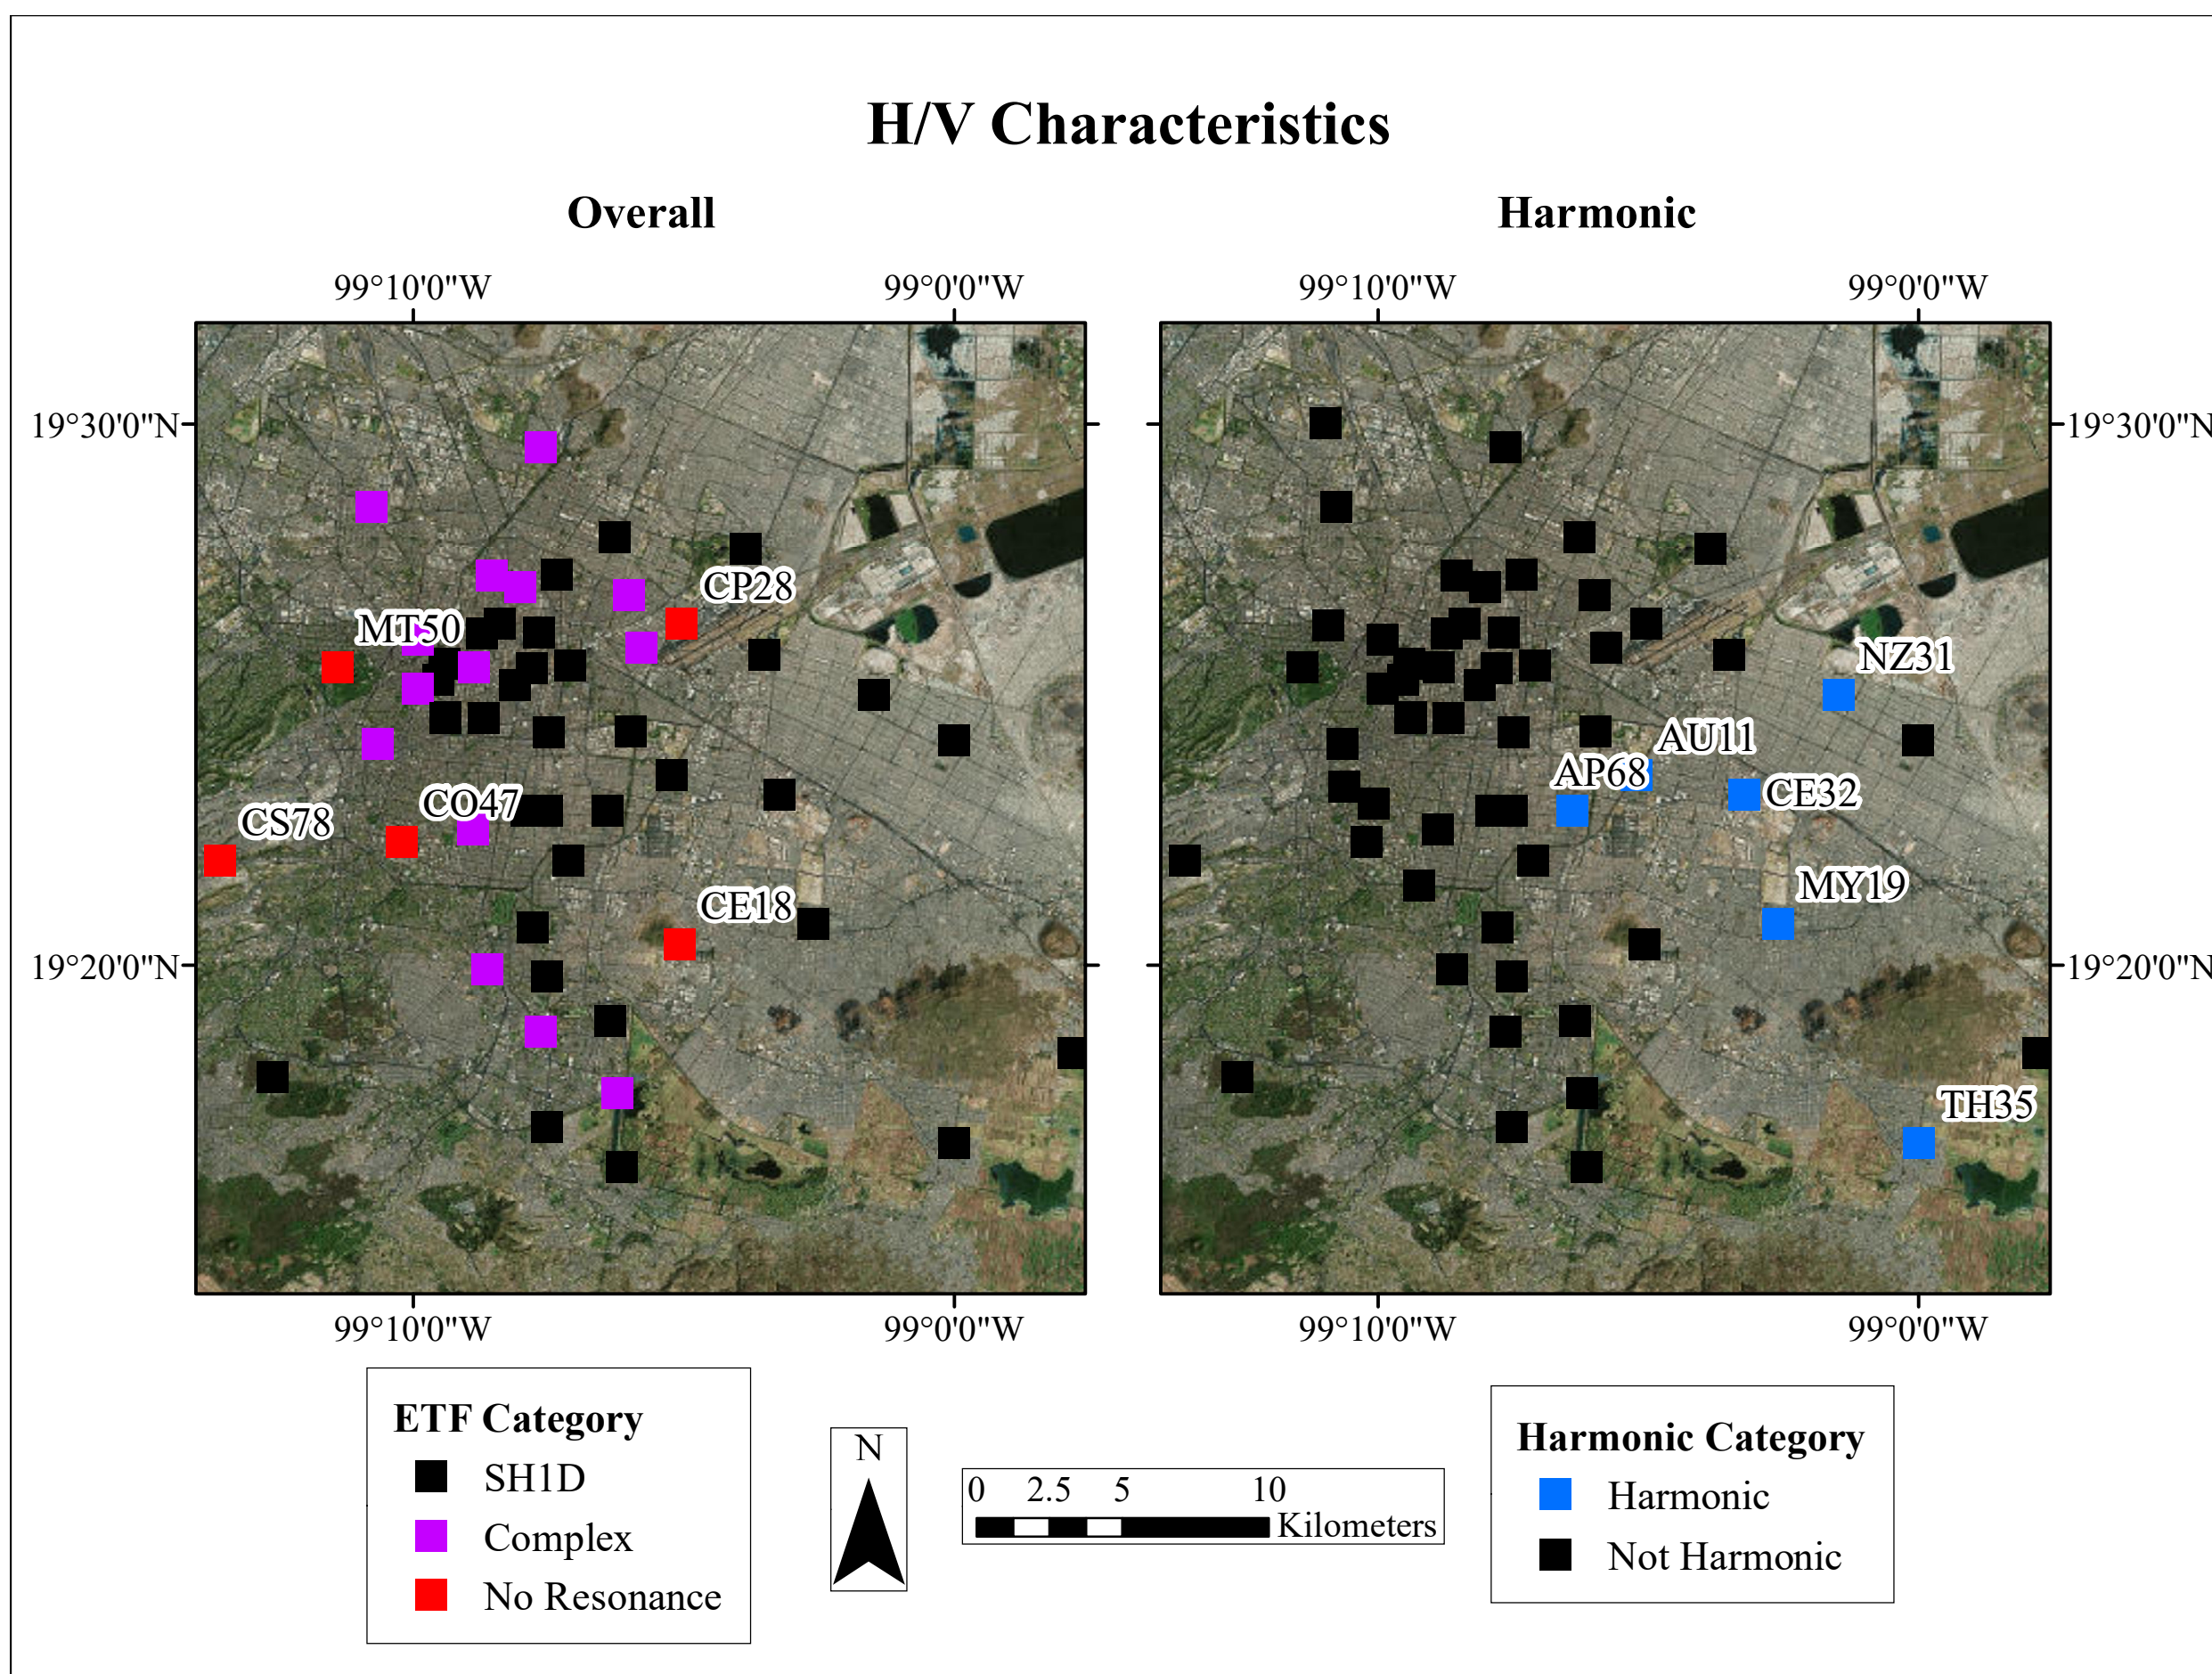 H/V Characteristics
Overall
Harmonic
99°10'0"W
99°0'0"W
99°10'0"W
99°0'0"W
19°30'0"N
19°30'0"N
CP28
MT50
NZ31
AU11
AP68
CO47
CS78
CE32
CE18
MY19
19°20'0"N
19°20'0"N
TH35
99°10'0"W
99°0'0"W
99°10'0"W
99°0'0"W
ETF Category
SH1D
Complex
No Resonance
N
0 2.5 5 10
Kilometers
Harmonic Category
Harmonic
Not Harmonic